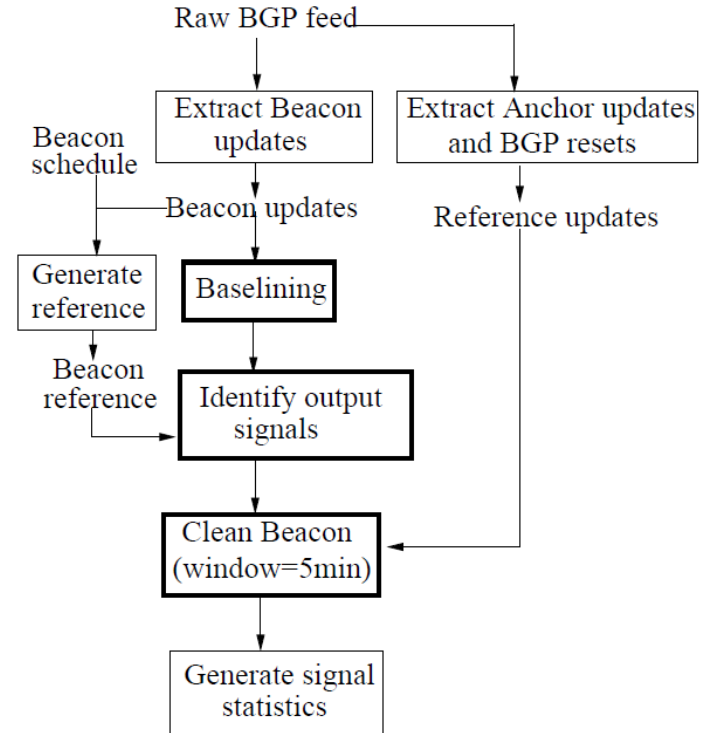 Raw BGP feed
Extract Beacon
updates
Extract Anchor updates
and BGP resets
Beacon
schedule
Beacon updates
Reference updates
Generate
reference
Baselining
Beacon
reference
Identify output
signals
Clean Beacon
(window=5min)
Generate signal
statistics